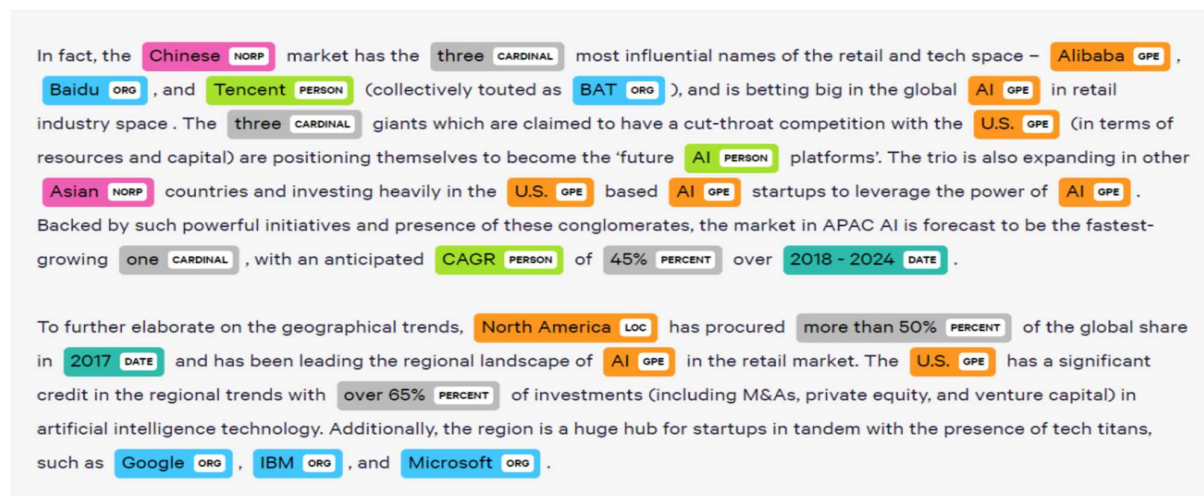 In fact, the Chinese NORP market has the three CARDINAL most influential names of the retail and tech space – Alibaba GPE ,
Baidu ORG , and Tencent PERSON (collectively touted as BAT ORG ), and is betting big in the global AI GPE in retail
industry space . The three CARDINAL giants which are claimed to have a cut-throat competition with the U.S. GPE (in terms of
resources and capital) are positioning themselves to become the ‘future AI PERSON platforms’. The trio is also expanding in other
Asian NORP countries and investing heavily in the U.S. GPE based AI GPE startups to leverage the power of AI GPE .
Backed by such powerful initiatives and presence of these conglomerates, the market in APAC AI is forecast to be the fastest-
growing one CARDINAL , with an anticipated CAGR PERSON of 45% PERCENT over 2018 - 2024 DATE .
To further elaborate on the geographical trends, North America LOC has procured more than 50% PERCENT of the global share
in 2017 DATE and has been leading the regional landscape of AI GPE in the retail market. The U.S. GPE has a significant
credit in the regional trends with over 65% PERCENT of investments (including M&As, private equity, and venture capital) in
artificial intelligence technology. Additionally, the region is a huge hub for startups in tandem with the presence of tech titans,
such as Google ORG , IBM ORG , and Microsoft ORG .